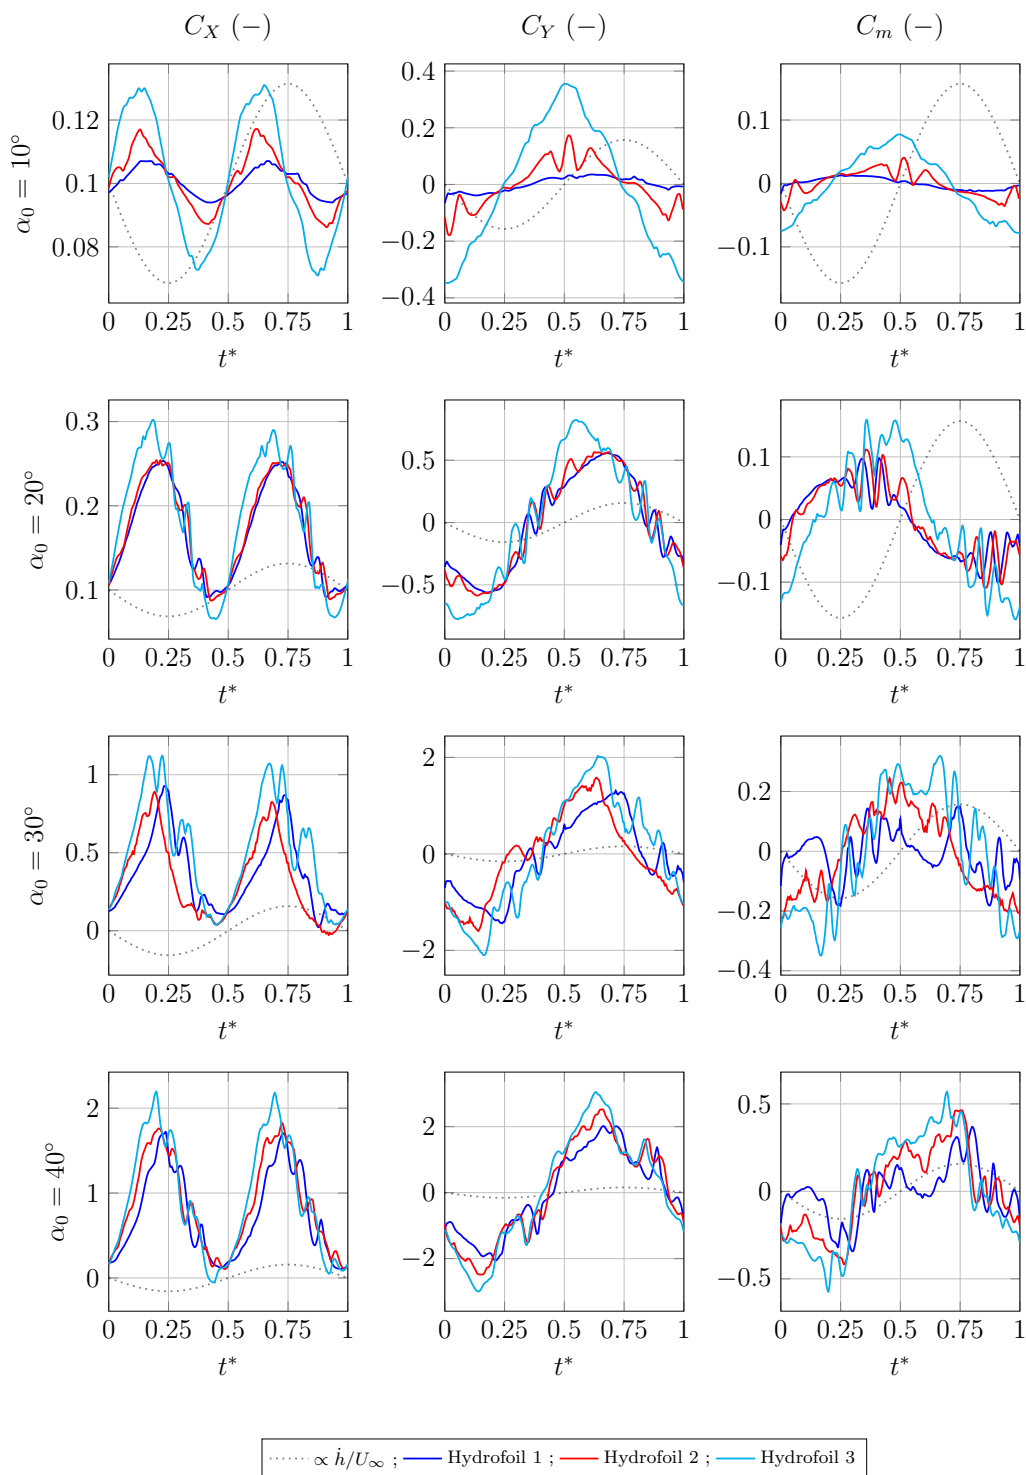 C_X (−) C_Y (−) C_m (−)
α_0 = 10°
0.12 0.1 0.08
0 0.25 0.5 0.75 1
t*
0.4 0.2 0 −0.2 −0.4
0 0.25 0.5 0.75 1
t*
0.1 0 −0.1
0 0.25 0.5 0.75 1
t*
α_0 = 20°
0.3 0.2 0.1
0 0.25 0.5 0.75 1
t*
0.5 0 −0.5
0 0.25 0.5 0.75 1
t*
0.1 0 −0.1
0 0.25 0.5 0.75 1
t*
α_0 = 30°
1 0.5 0
0 0.25 0.5 0.75 1
t*
2 0 −2
0 0.25 0.5 0.75 1
t*
0.2 0 −0.2 −0.4
0 0.25 0.5 0.75 1
t*
α_0 = 40°
2 1 0
0 0.25 0.5 0.75 1
t*
2 0 −2
0 0.25 0.5 0.75 1
t*
0.5 0 −0.5
0 0.25 0.5 0.75 1
t*
∝ ḣ/U_∞ ; Hydrofoil 1 ; Hydrofoil 2 ; Hydrofoil 3